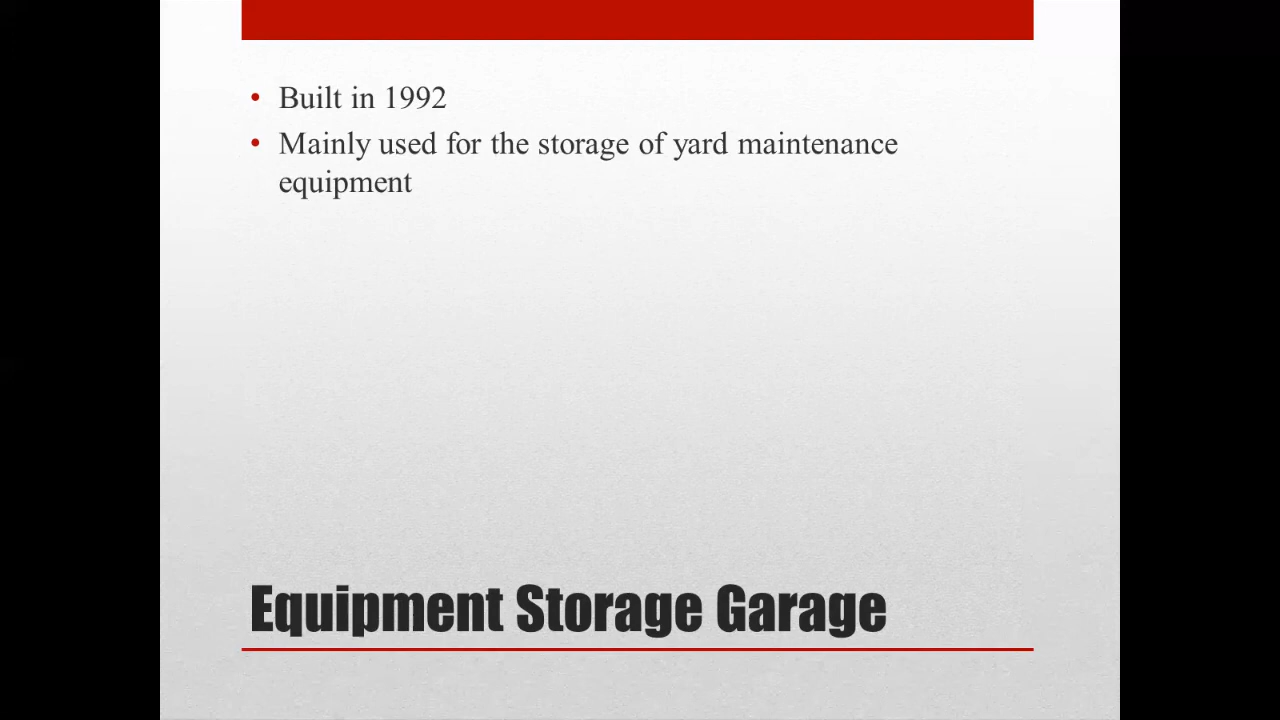 • Built in 1992
• Mainly used for the storage of yard maintenance
equipment
Equipment Storage Garage